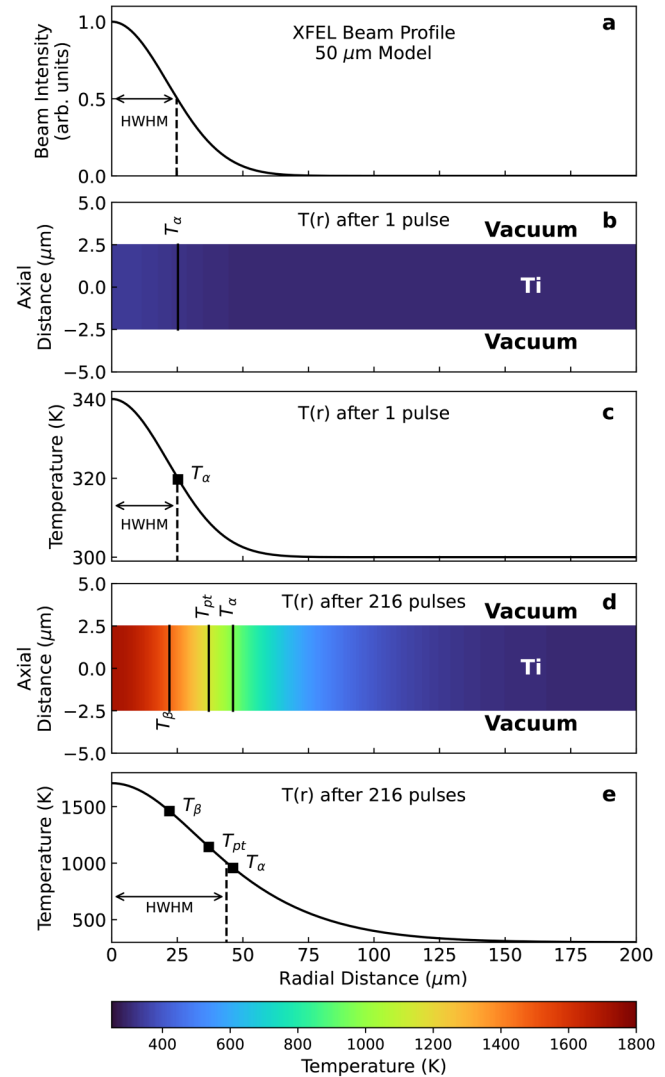 a
XFEL Beam Profile
50 μm Model
Beam Intensity
(arb. units)
1.0
0.5
0.0
HWHM
b
T(r) after 1 pulse
Vacuum
Axial
Distance (μm)
5.0
2.5
0.0
−2.5
−5.0
Tα
Ti
Vacuum
c
T(r) after 1 pulse
Temperature (K)
340
320
300
Tα
HWHM
d
T(r) after 216 pulses
Vacuum
Axial
Distance (μm)
5.0
2.5
0.0
−2.5
−5.0
Tpt
Tα
Tβ
Ti
Vacuum
e
T(r) after 216 pulses
Temperature (K)
1500
1000
500
Tβ
Tpt
Tα
HWHM
0 25 50 75 100 125 150 175 200
Radial Distance (μm)
400 600 800 1000 1200 1400 1600 1800
Temperature (K)